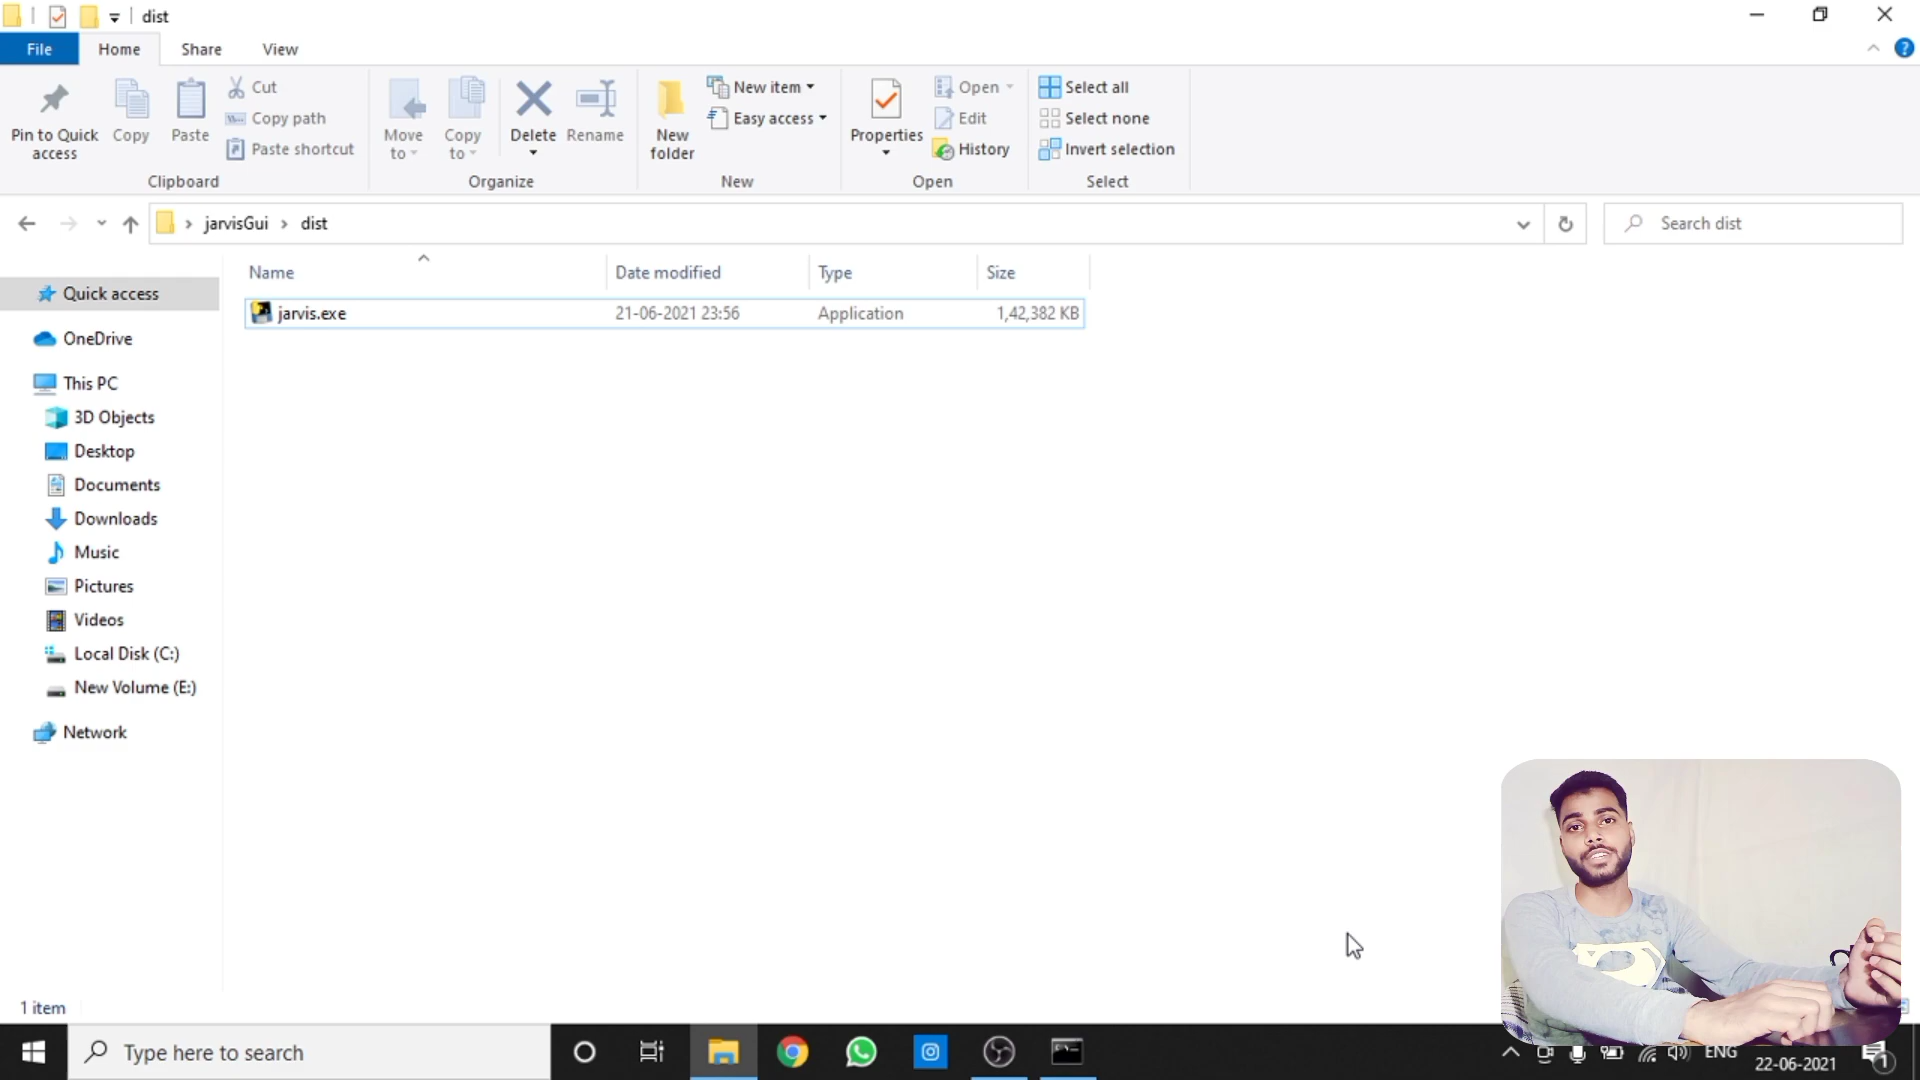 dist
File Home Share View
Pin to Quick access
Copy
Paste
Cut
Copy path
Paste shortcut
Clipboard
Move to
Copy to
Delete
Rename
Organize
New folder
New item
Easy access
New
Properties
Open
Edit
History
Open
Select all
Select none
Invert selection
Select
jarvisGui dist
Search dist
Name Date modified Type Size
jarvis.exe 21-06-2021 23:56 Application 1,42,382 KB
Quick access
OneDrive
This PC
3D Objects
Desktop
Documents
Downloads
Music
Pictures
Videos
Local Disk (C:)
New Volume (E:)
Network
1 item
Type here to search
ENG
22-06-2021
1